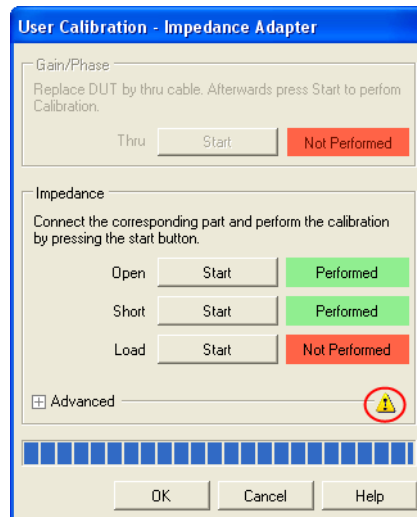 User Calibration - Impedance Adapter
Gain/Phase
Replace DUT by thru cable. Afterwards press Start to perfom
Calibration.
Thru Start Not Performed
Impedance
Connect the corresponding part and perform the calibration
by pressing the start button.
Open Start Performed
Short Start Performed
Load Start Not Performed
Advanced
OK Cancel Help